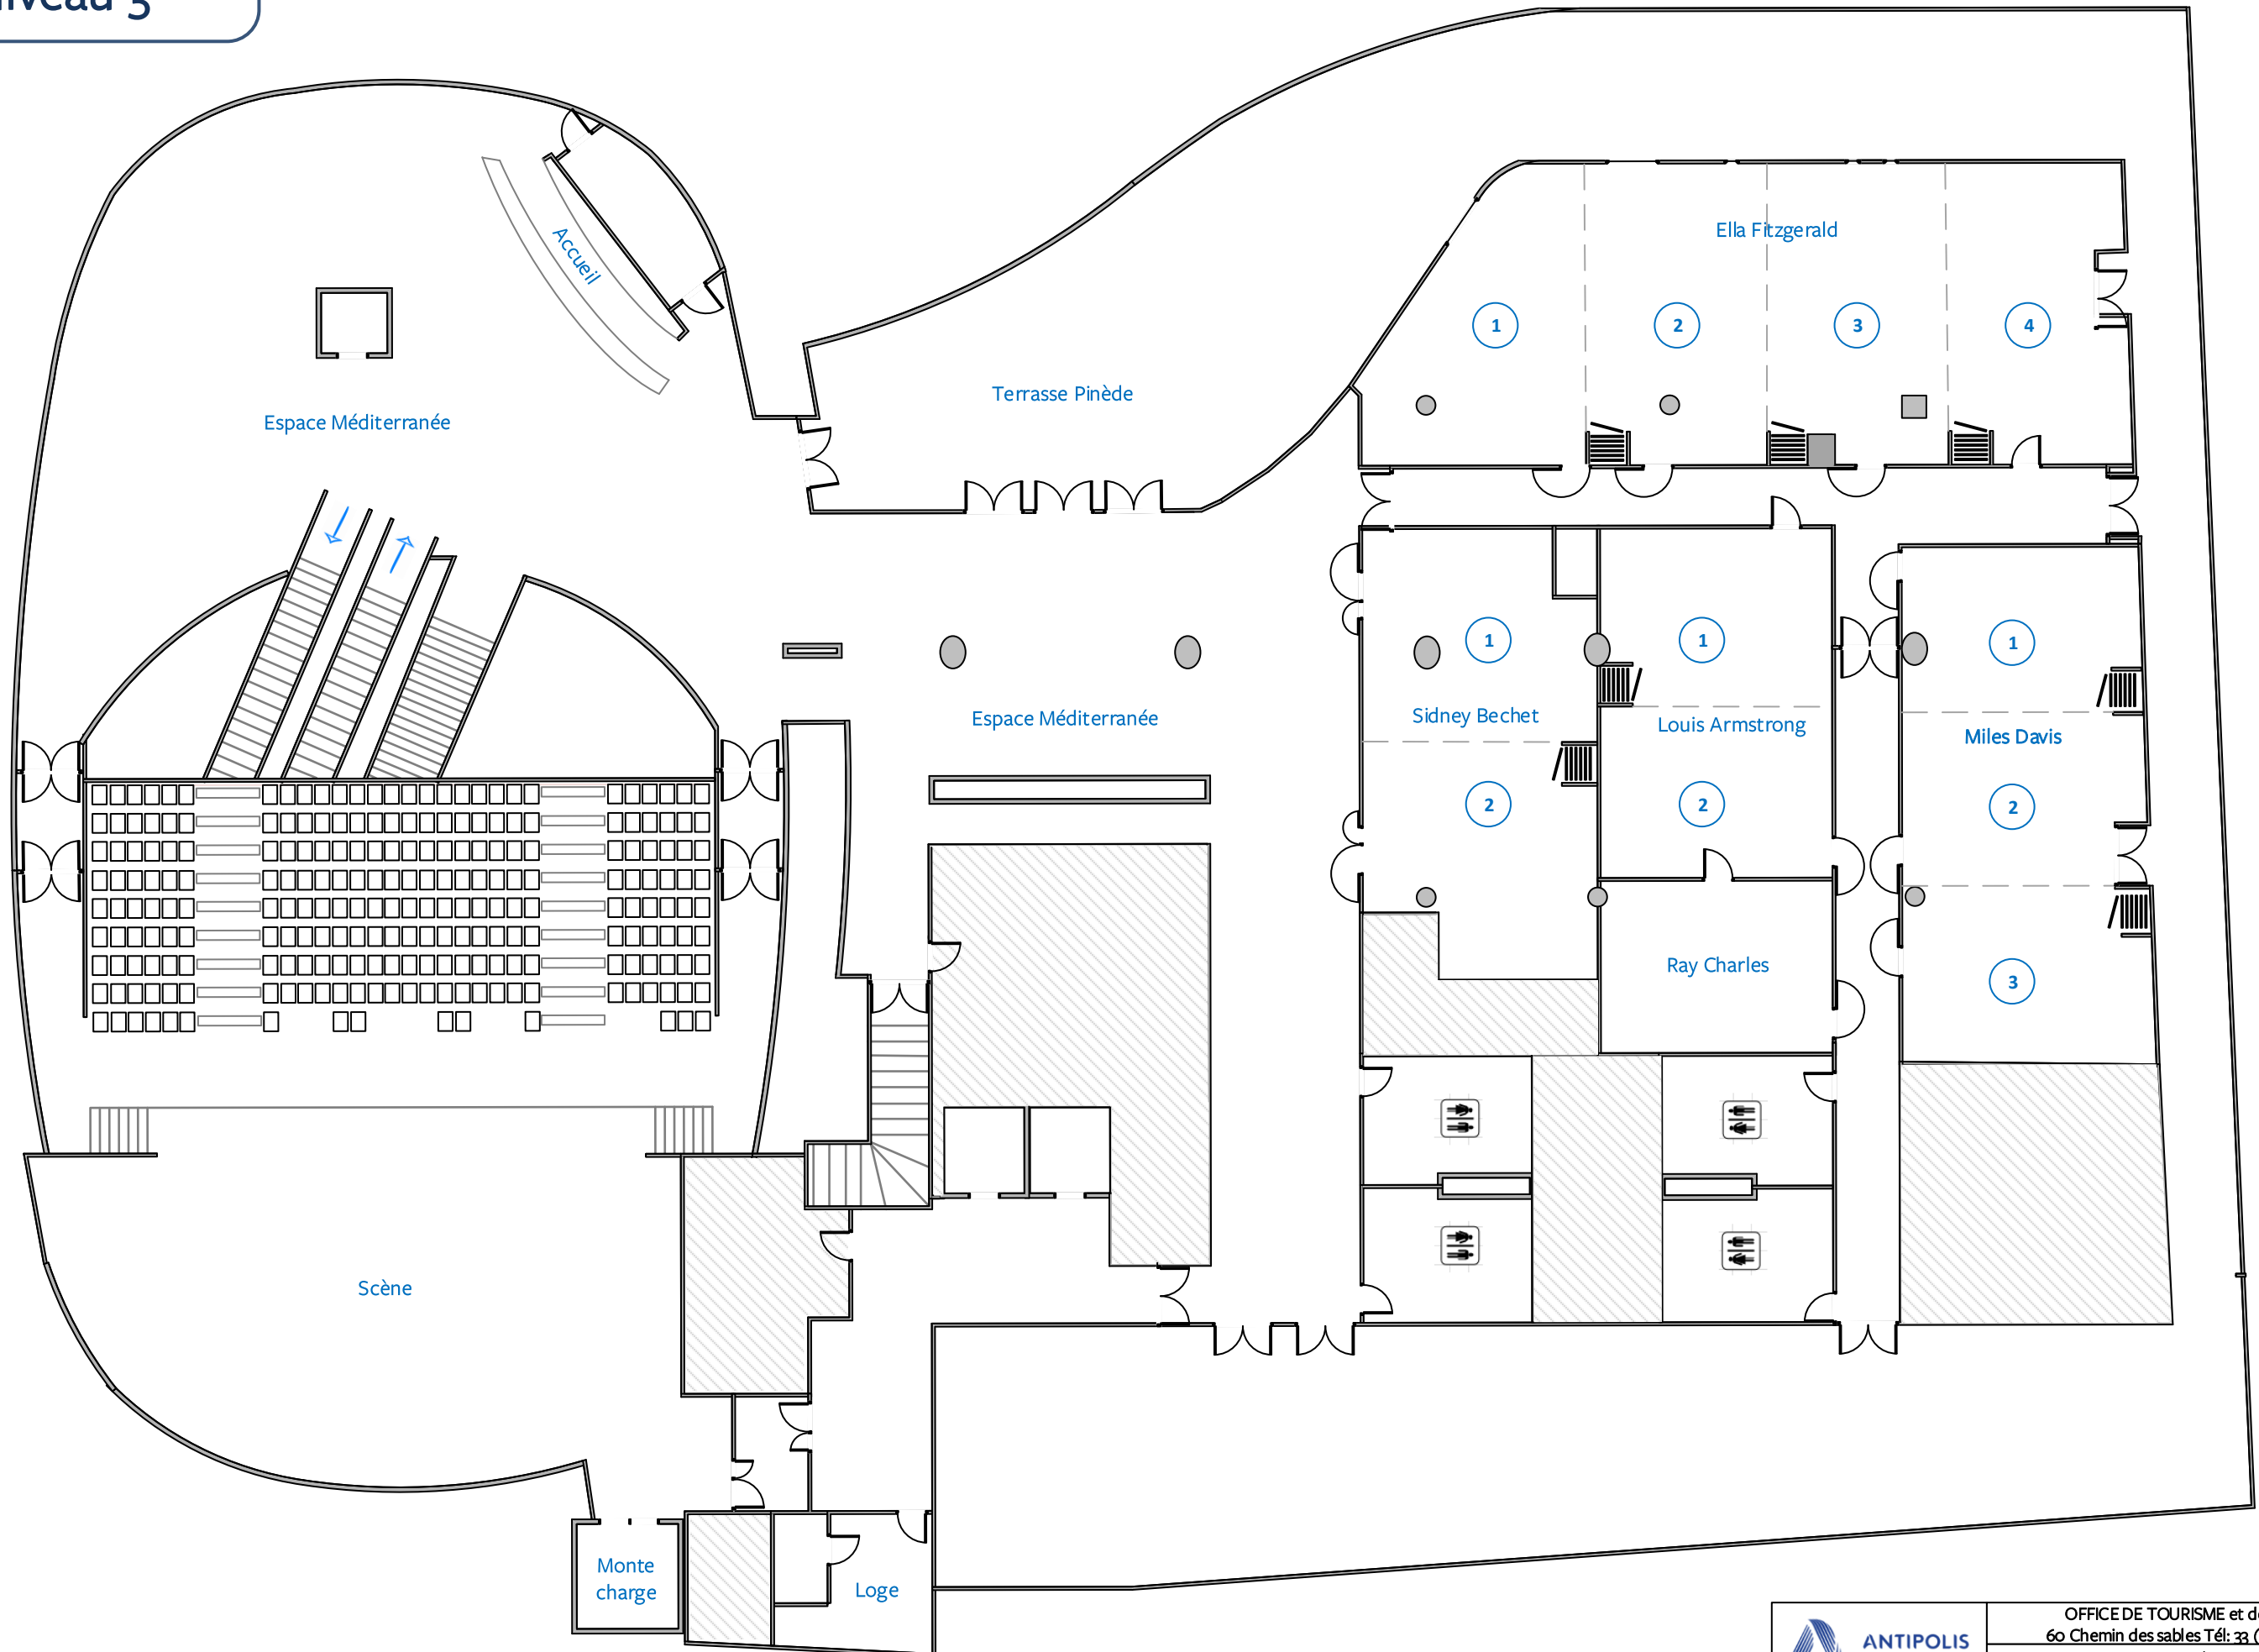 niveau 3
Accueil
Ella Fitzgerald
1
2
3
4
Terrasse Pinède
Espace Méditerranée
1
1
1
Sidney Bechet
Espace Méditerranée
Louis Armstrong
Miles Davis
2
2
2
Ray Charles
3
Scène
Monte
charge
Loge
ANTIPOLIS
OFFICE DE TOURISME et
60 Chemin des sables Tél: 33